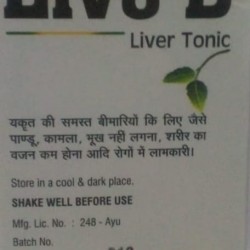 Liver Tonic
यकृत की समस्त बीमारियों कि लिए जैसे
पाण्डू, कामला, भूख नही लगना, शरीर का
वजन कम होना आदि रोगों में लाभकारी।
Store in a cool & dark place.
SHAKE WELL BEFORE USE
Mfg. Lic. No. : 248 - Ayu
Batch No.